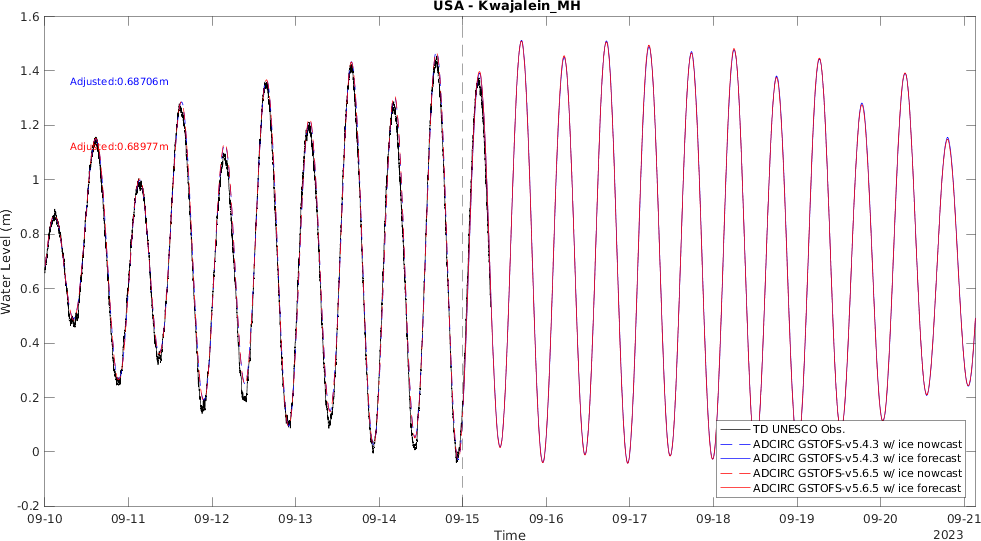 USA - Kwajalein_MH
1.6
1.4
1.2
1
0.8
0.6
0.4
0.2
0
-0.2
Water Level (m)
Adjusted:0.68706m
Adjusted:0.68977m
TD UNESCO Obs.
ADCIRC GSTOFS-v5.4.3 w/ ice nowcast
ADCIRC GSTOFS-v5.4.3 w/ ice forecast
ADCIRC GSTOFS-v5.6.5 w/ ice nowcast
ADCIRC GSTOFS-v5.6.5 w/ ice forecast
09-10 09-11 09-12 09-13 09-14 09-15 09-16 09-17 09-18 09-19 09-20 09-21
Time
2023